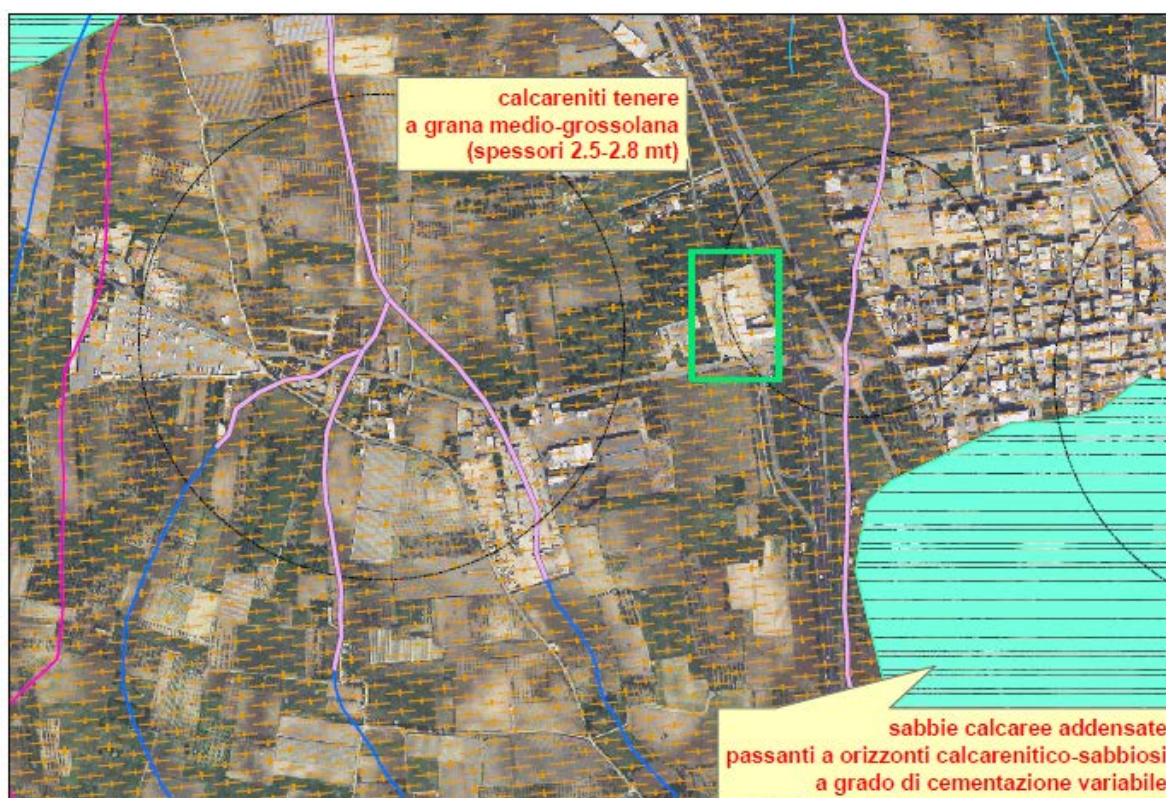 calcareniti tenere
a grana medio-grossolana
(spessori 2.5-2.8 mt)
sabbie calcaree addensate
passanti a orizzonti calcarenitico-sabbiosi
a grado di cementazione variabile